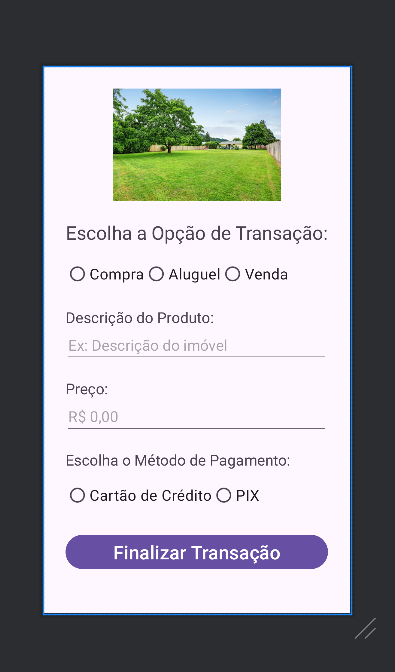 Escolha a Opção de Transação:
Compra Aluguel Venda
Descrição do Produto:
Ex: Descrição do imóvel
Preço:
R$ 0,00
Escolha o Método de Pagamento:
Cartão de Crédito PIX
Finalizar Transação